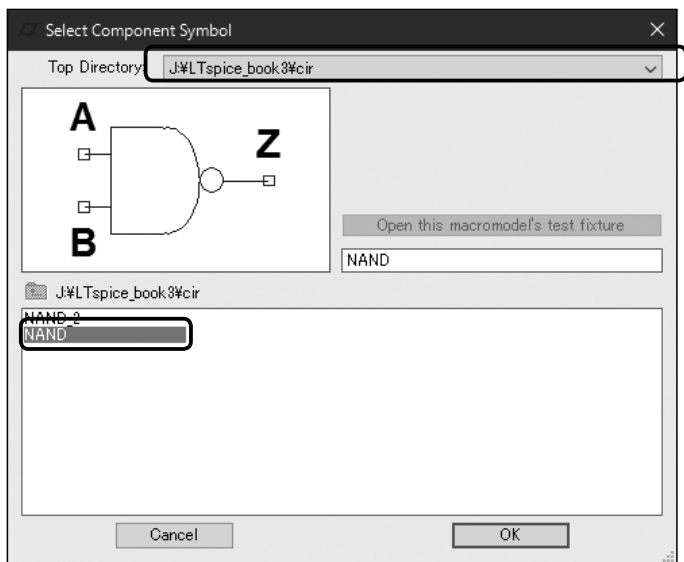 Select Component Symbol
Top Directory: J:¥LTspice_book3¥cir
A
Z
B
Open this macromodel's test fixture
NAND
J:¥LTspice_book3¥cir
NAND_2
NAND
Cancel
OK